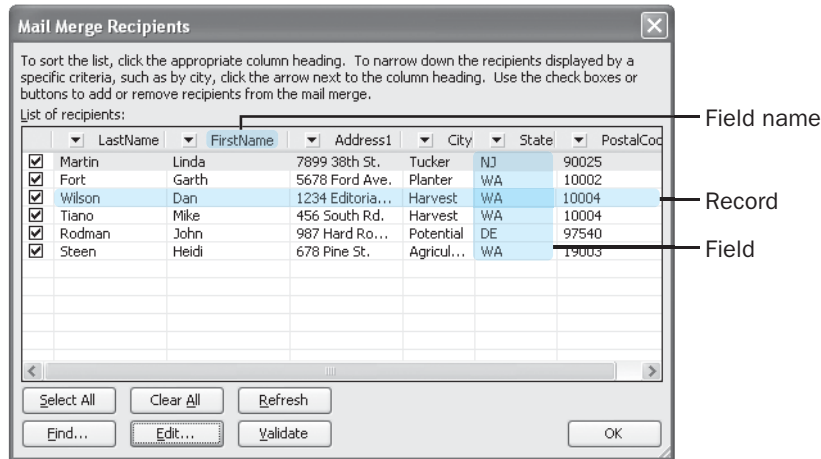 Mail Merge Recipients
To sort the list, click the appropriate column heading. To narrow down the recipients displayed by a
specific criteria, such as by city, click the arrow next to the column heading. Use the check boxes or
buttons to add or remove recipients from the mail merge.
List of recipients:
Field name
LastName FirstName Address1 City State PostalCod
Martin Linda 7899 38th St. Tucker NJ 90025
Fort Garth 5678 Ford Ave. Planter WA 10002
Wilson Dan 1234 Editoria... Harvest WA 10004
Record
Tiano Mike 456 South Rd. Harvest WA 10004
Rodman John 987 Hard Ro... Potential DE 97540
Steen Heidi 678 Pine St. Agricul... WA 19003
Field
Select All Clear All Refresh
Find... Edit... Validate OK